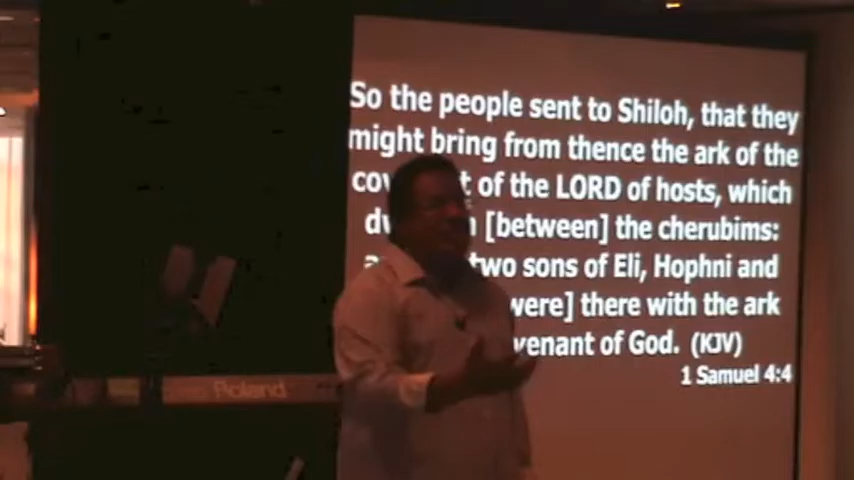 So the people sent to Shiloh, that they
might bring from thence the ark of the
of the LORD of hosts, which
[between] the cherubims:
two sons of Eli, Hophni and
were] there with the ark
venant of God. (KJV)
1 Samuel 4:4
Roland